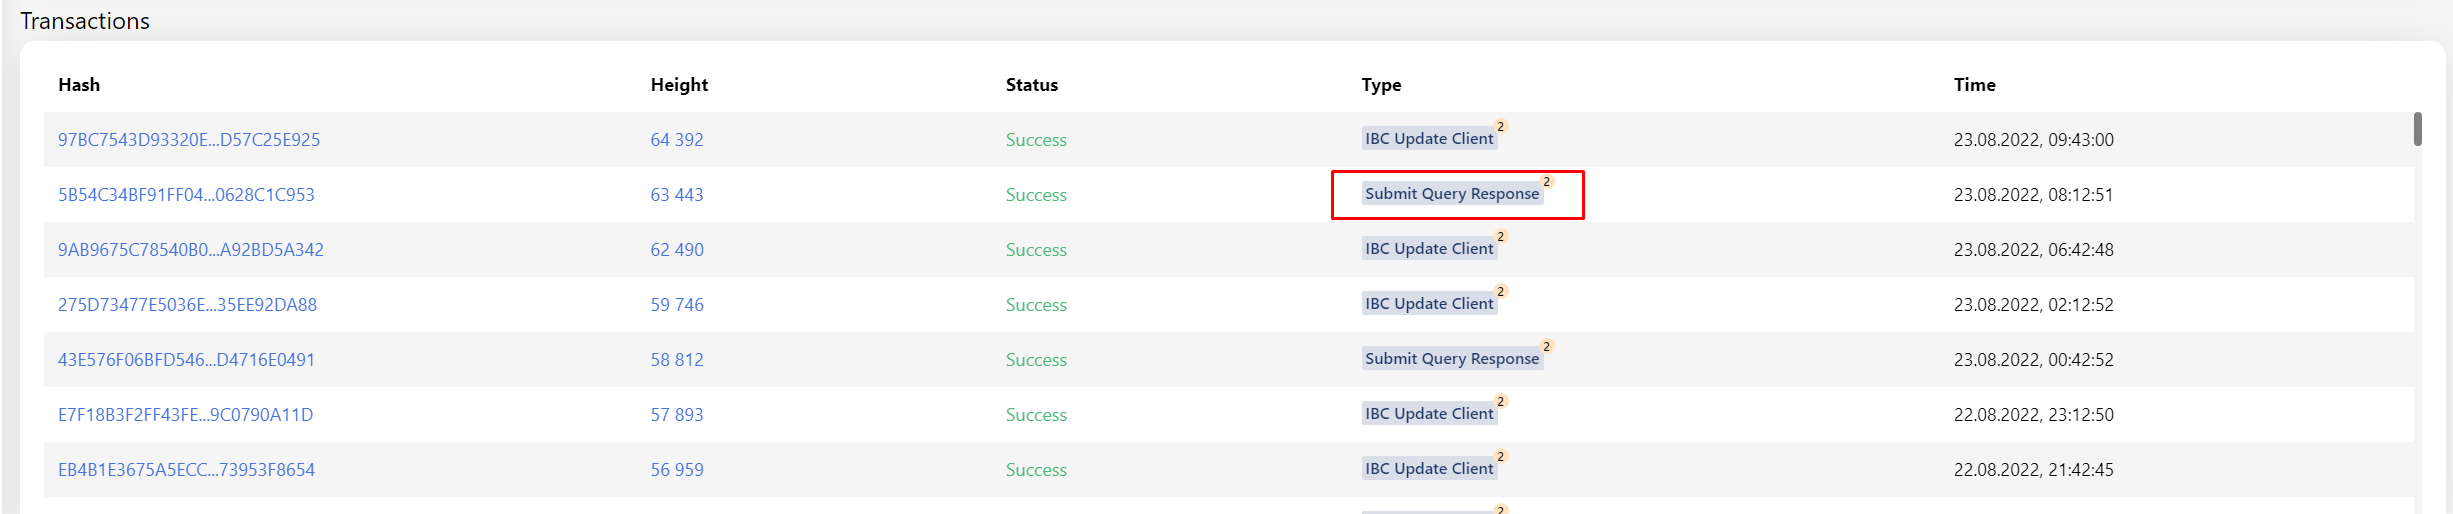 Transactions
Hash Height Status Type Time
97BC7543D93320E...D57C25E925 64 392 Success IBC Update Client 2 23.08.2022, 09:43:00
5B54C34BF91FF04...0628C1C953 63 443 Success Submit Query Response 2 23.08.2022, 08:12:51
9AB9675C78540B0...A92BD5A342 62 490 Success IBC Update Client 2 23.08.2022, 06:42:48
275D73477E5036E...35EE92DA88 59 746 Success IBC Update Client 2 23.08.2022, 02:12:52
43E576F06BFD546...D4716E0491 58 812 Success Submit Query Response 2 23.08.2022, 00:42:52
E7F18B3F2FF43FE...9C0790A11D 57 893 Success IBC Update Client 2 22.08.2022, 23:12:50
EB4B1E3675A5ECC...73953F8654 56 959 Success IBC Update Client 2 22.08.2022, 21:42:45
2